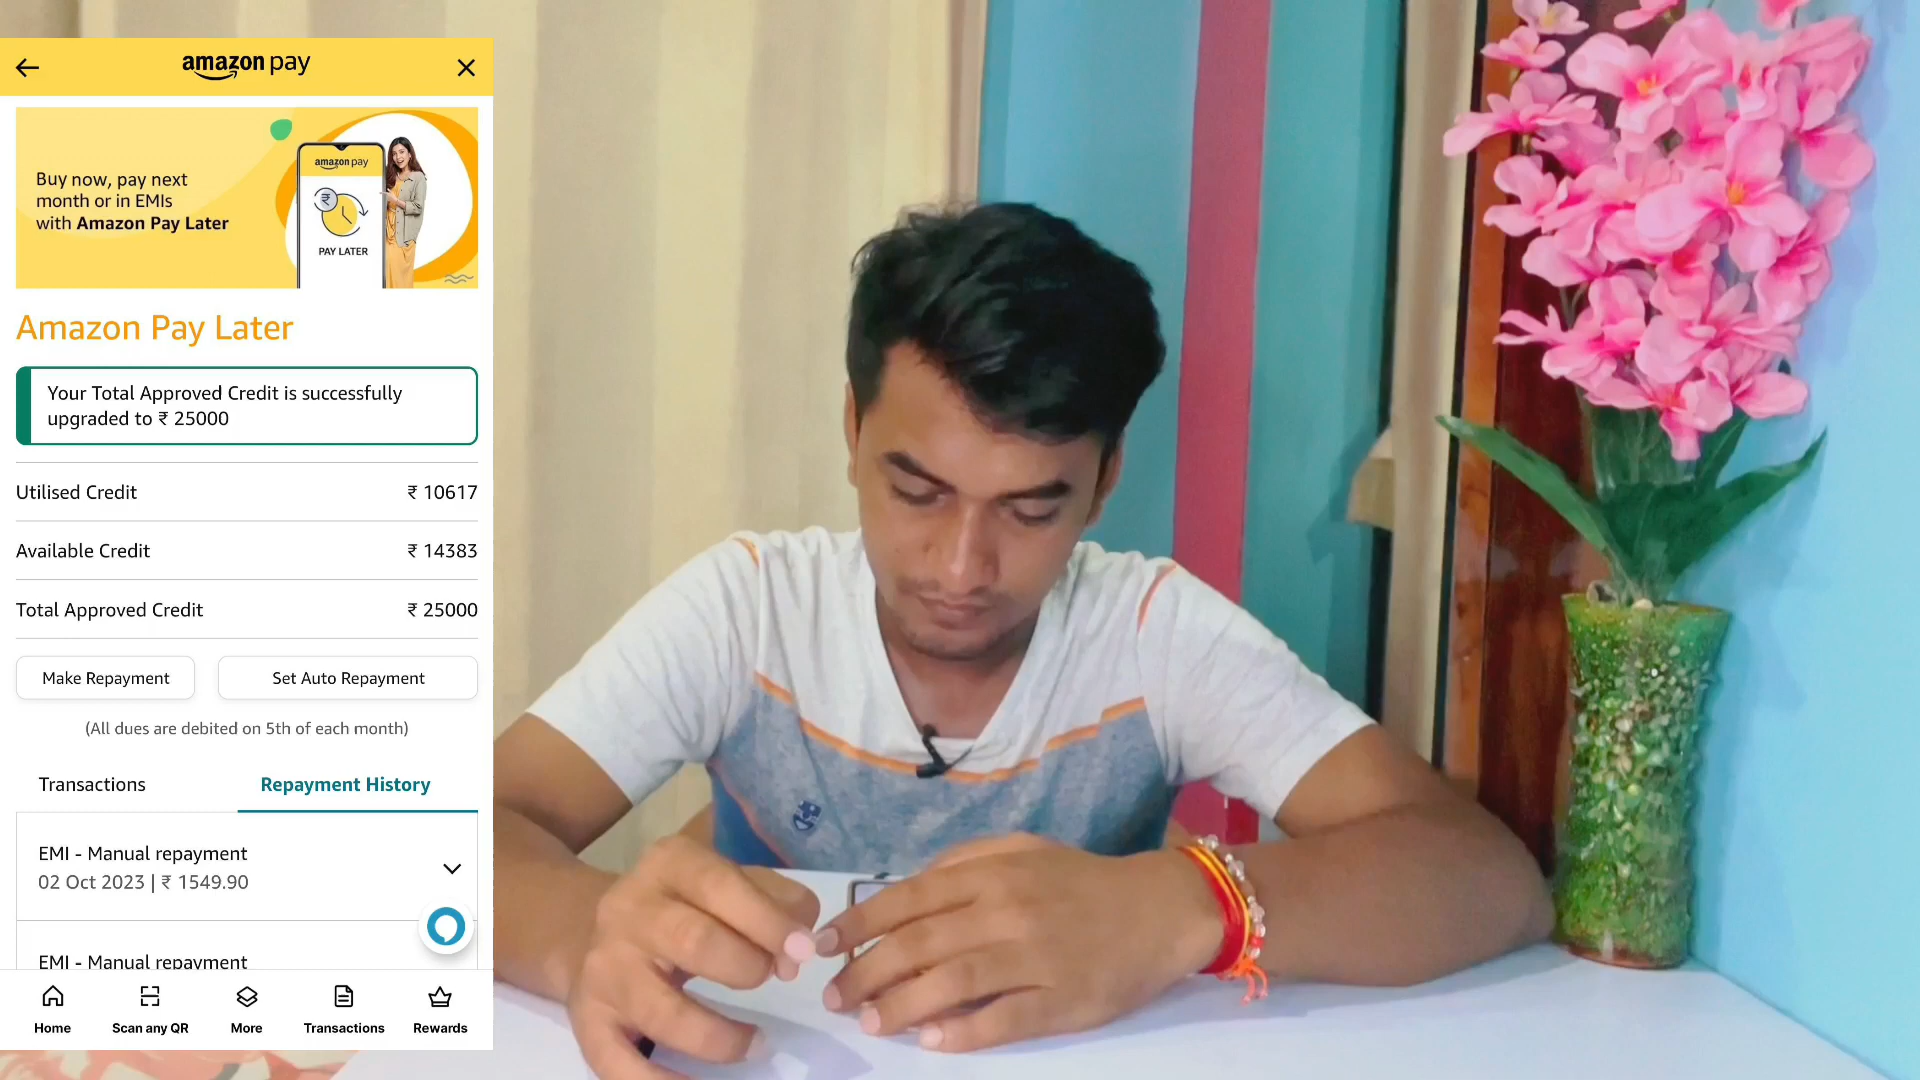 amazon pay
amazon pay
Buy now, pay next
month or in EMIs
with Amazon Pay Later
₹
PAY LATER
Amazon Pay Later
Your Total Approved Credit is successfully
upgraded to ₹ 25000
Utilised Credit ₹ 10617
Available Credit ₹ 14383
Total Approved Credit ₹ 25000
Make Repayment Set Auto Repayment
(All dues are debited on 5th of each month)
Transactions Repayment History
EMI - Manual repayment
02 Oct 2023 | ₹ 1549.90
EMI - Manual repayment
Home Scan any QR More Transactions Rewards